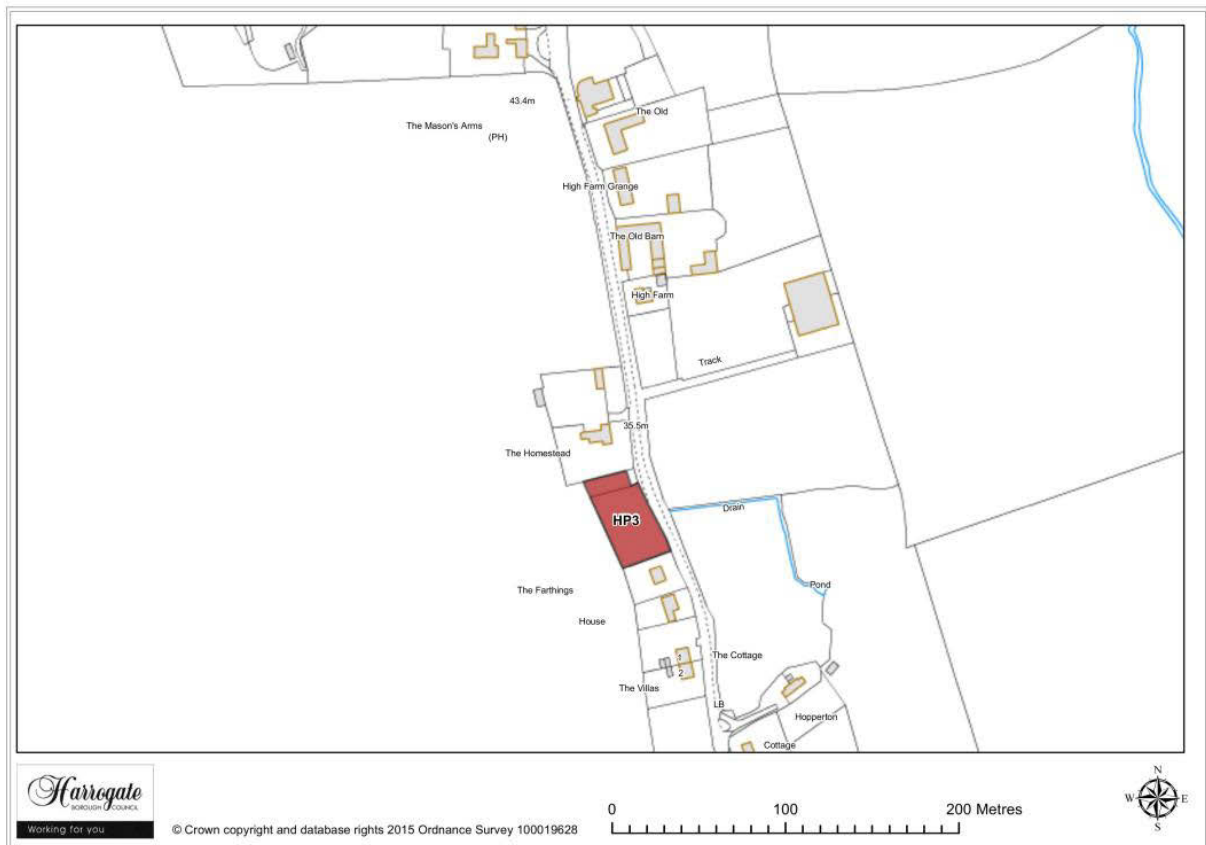 43.4m
The Mason's Arms
(PH)
The Old
High Farm Grange
The Old Barn
High Farm
Track
35.5m
The Homestead
HP3
Drain
The Farthings
Pond
House
1
The Cottage
2
The Villas
LB
Hopperton
Cottage
Harrogate
BOROUGH COUNCIL
Working for you
© Crown copyright and database rights 2015 Ordnance Survey 100019628
0 100 200 Metres
N
W E
S